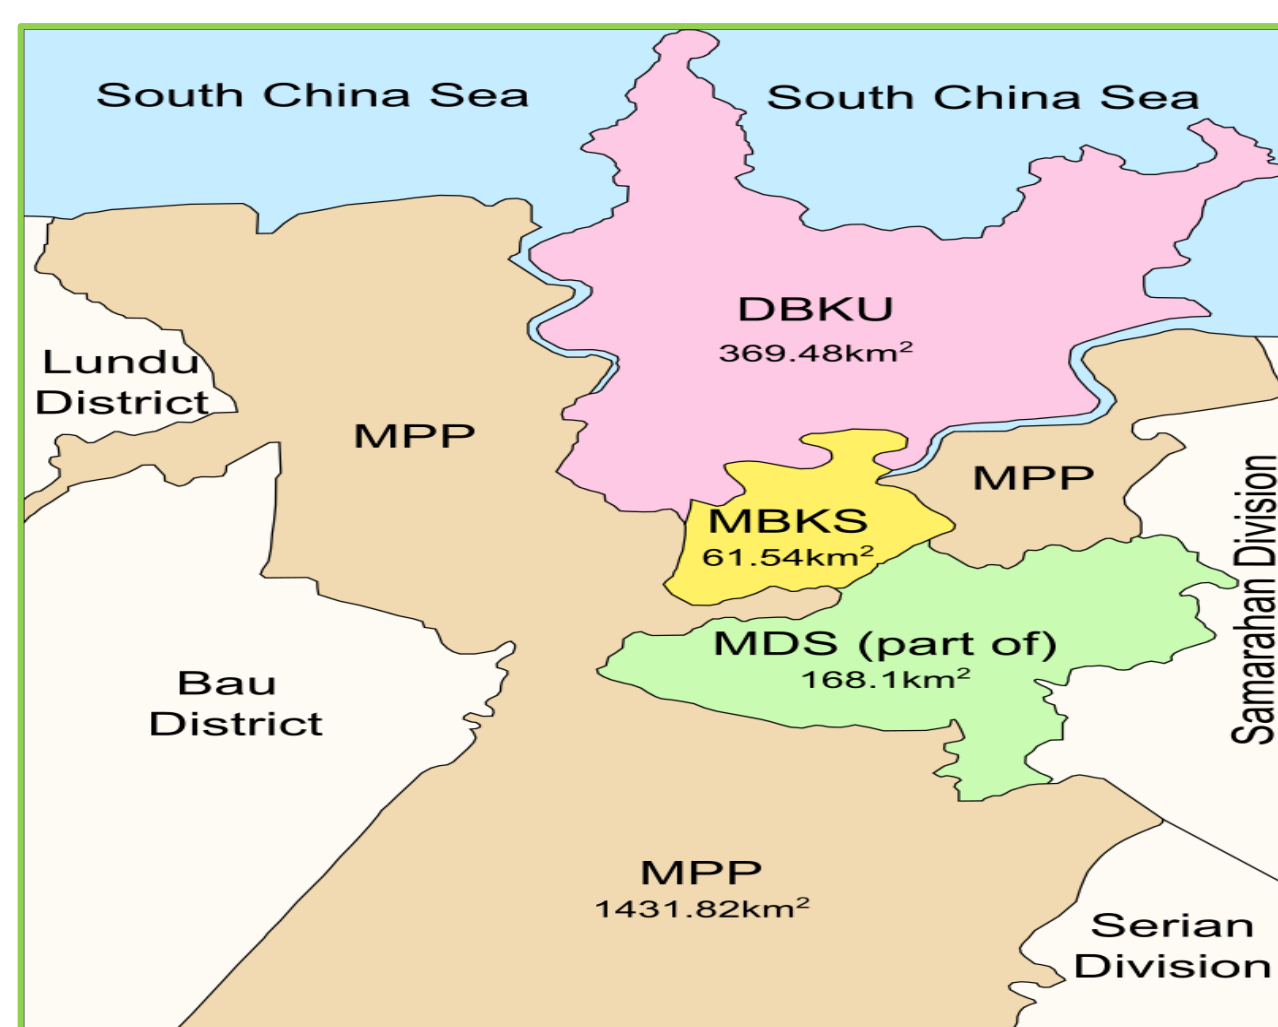 South China Sea
South China Sea
DBKU
369.48km²
Lundu
District
MPP
MPP
MBKS
61.54km²
Samarahan Division
MDS (part of)
168.1km²
Bau
District
MPP
1431.82km²
Serian
Division